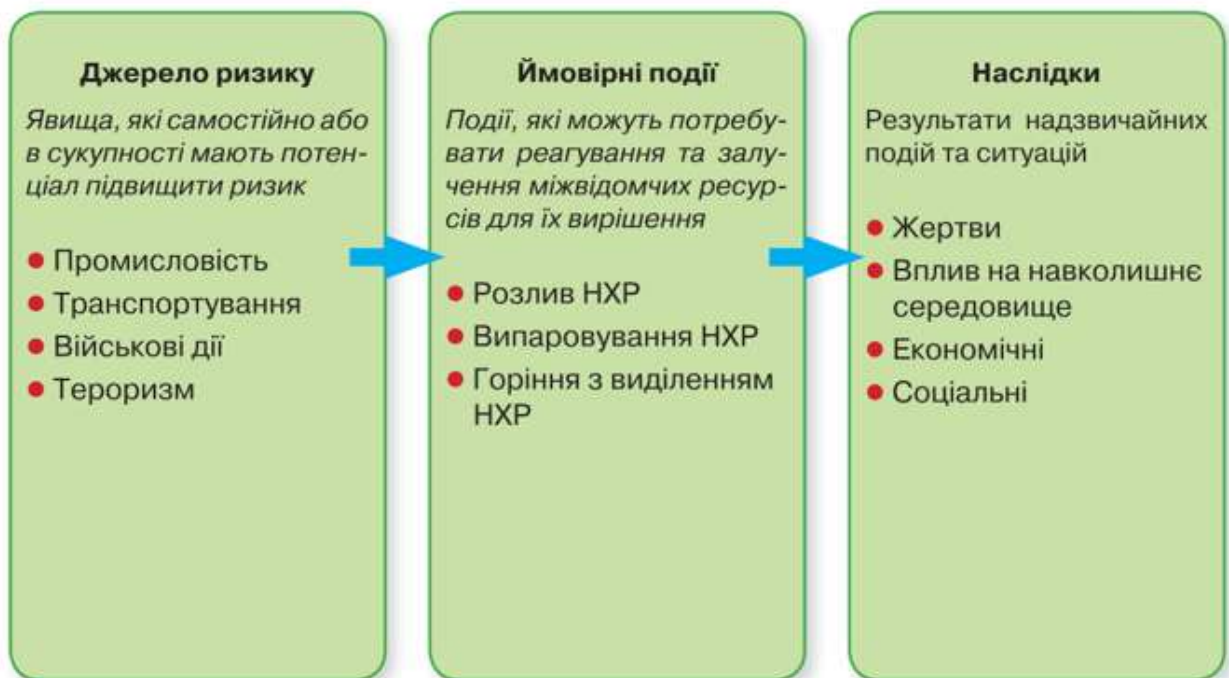 Джерело ризику
Явища, які самостійно або
в сукупності мають потен-
ціал підвищити ризик
● Промисловість
● Транспортування
● Військові дії
● Тероризм
Ймовірні події
Події, які можуть потребу-
вати реагування та залу-
чення міжвідомчих ресур-
сів для їх вирішення
● Розлив НХР
● Випаровування НХР
● Горіння з виділенням
НХР
Наслідки
Результати надзвичайних
подій та ситуацій
● Жертви
● Вплив на навколишнє
середовище
● Економічні
● Соціальні